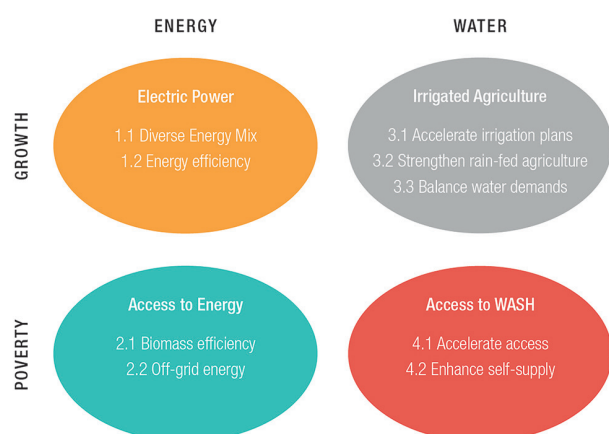 ENERGY
WATER
GROWTH
Electric Power
1.1 Diverse Energy Mix
1.2 Energy efficiency
Irrigated Agriculture
3.1 Accelerate irrigation plans
3.2 Strengthen rain-fed agriculture
3.3 Balance water demands
POVERTY
Access to Energy
2.1 Biomass efficiency
2.2 Off-grid energy
Access to WASH
4.1 Accelerate access
4.2 Enhance self-supply